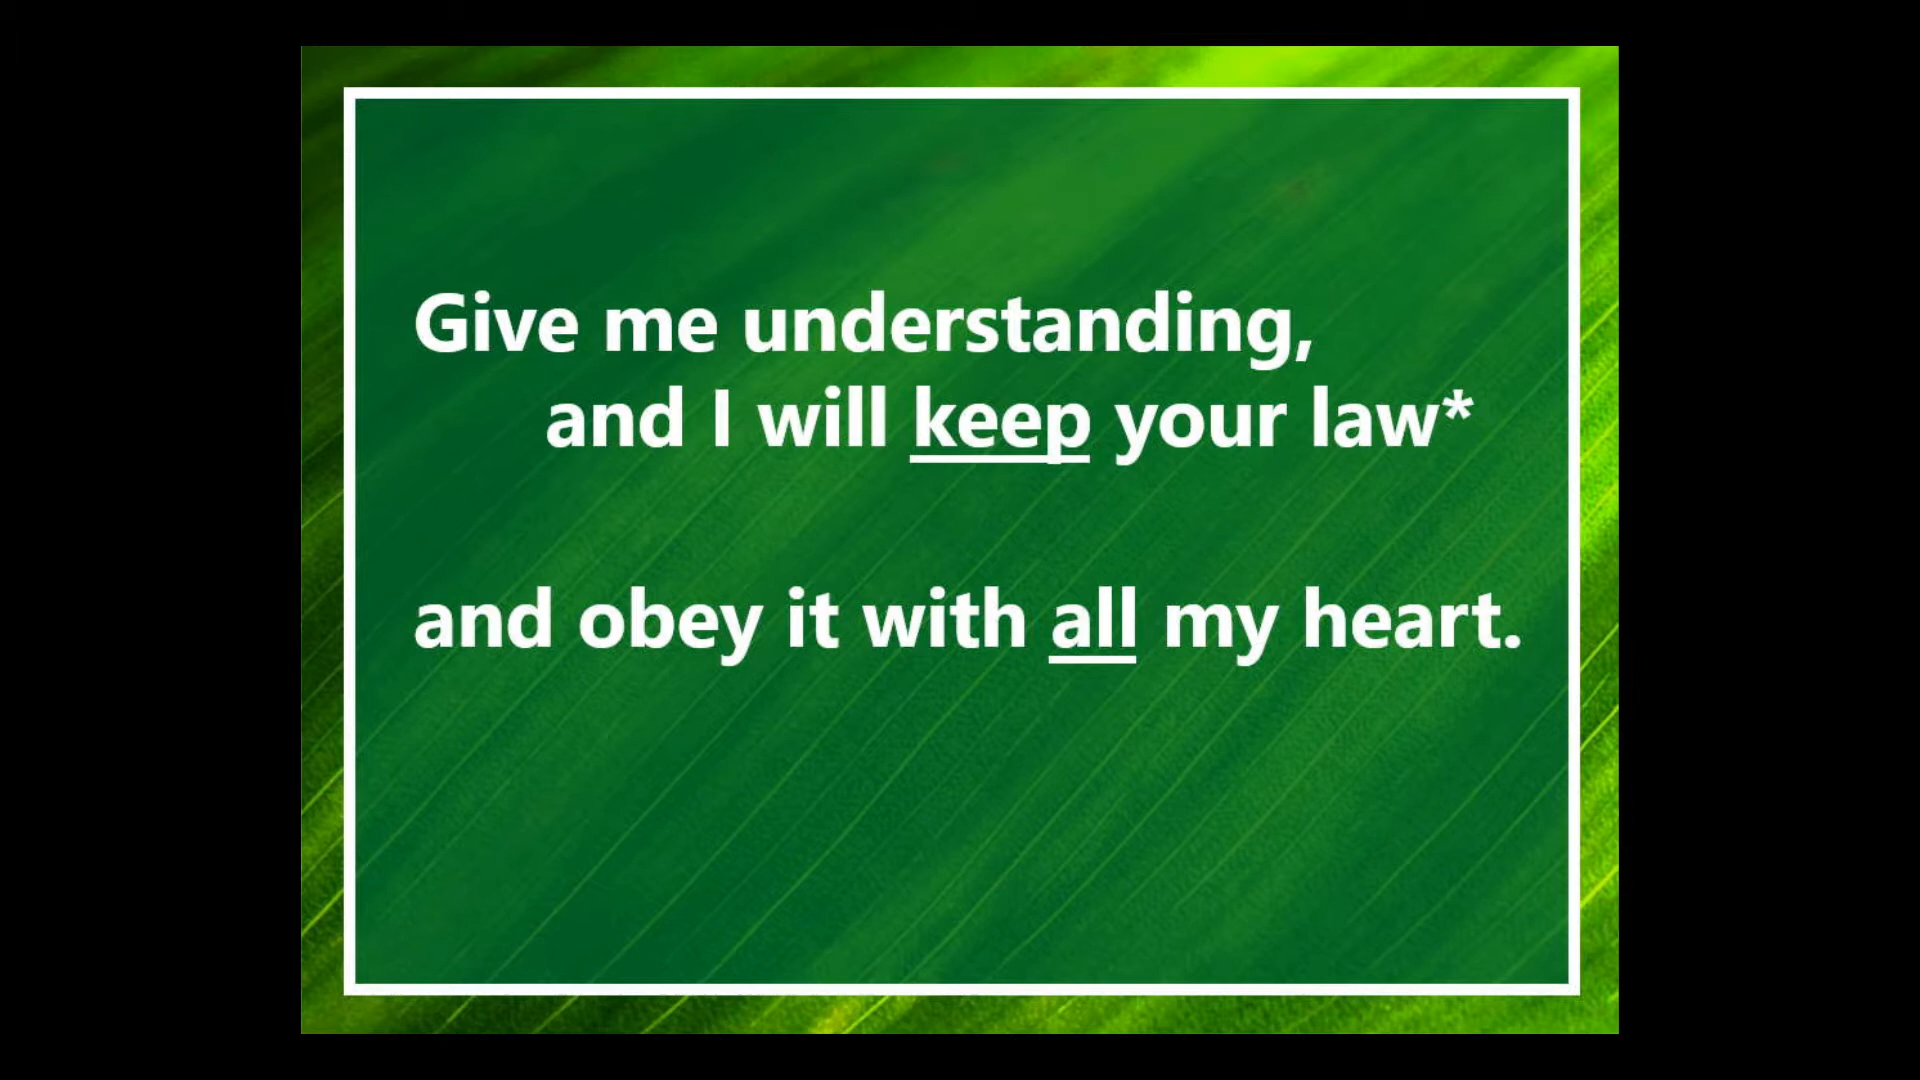 Give me understanding,
and I will keep your law*
and obey it with all my heart.